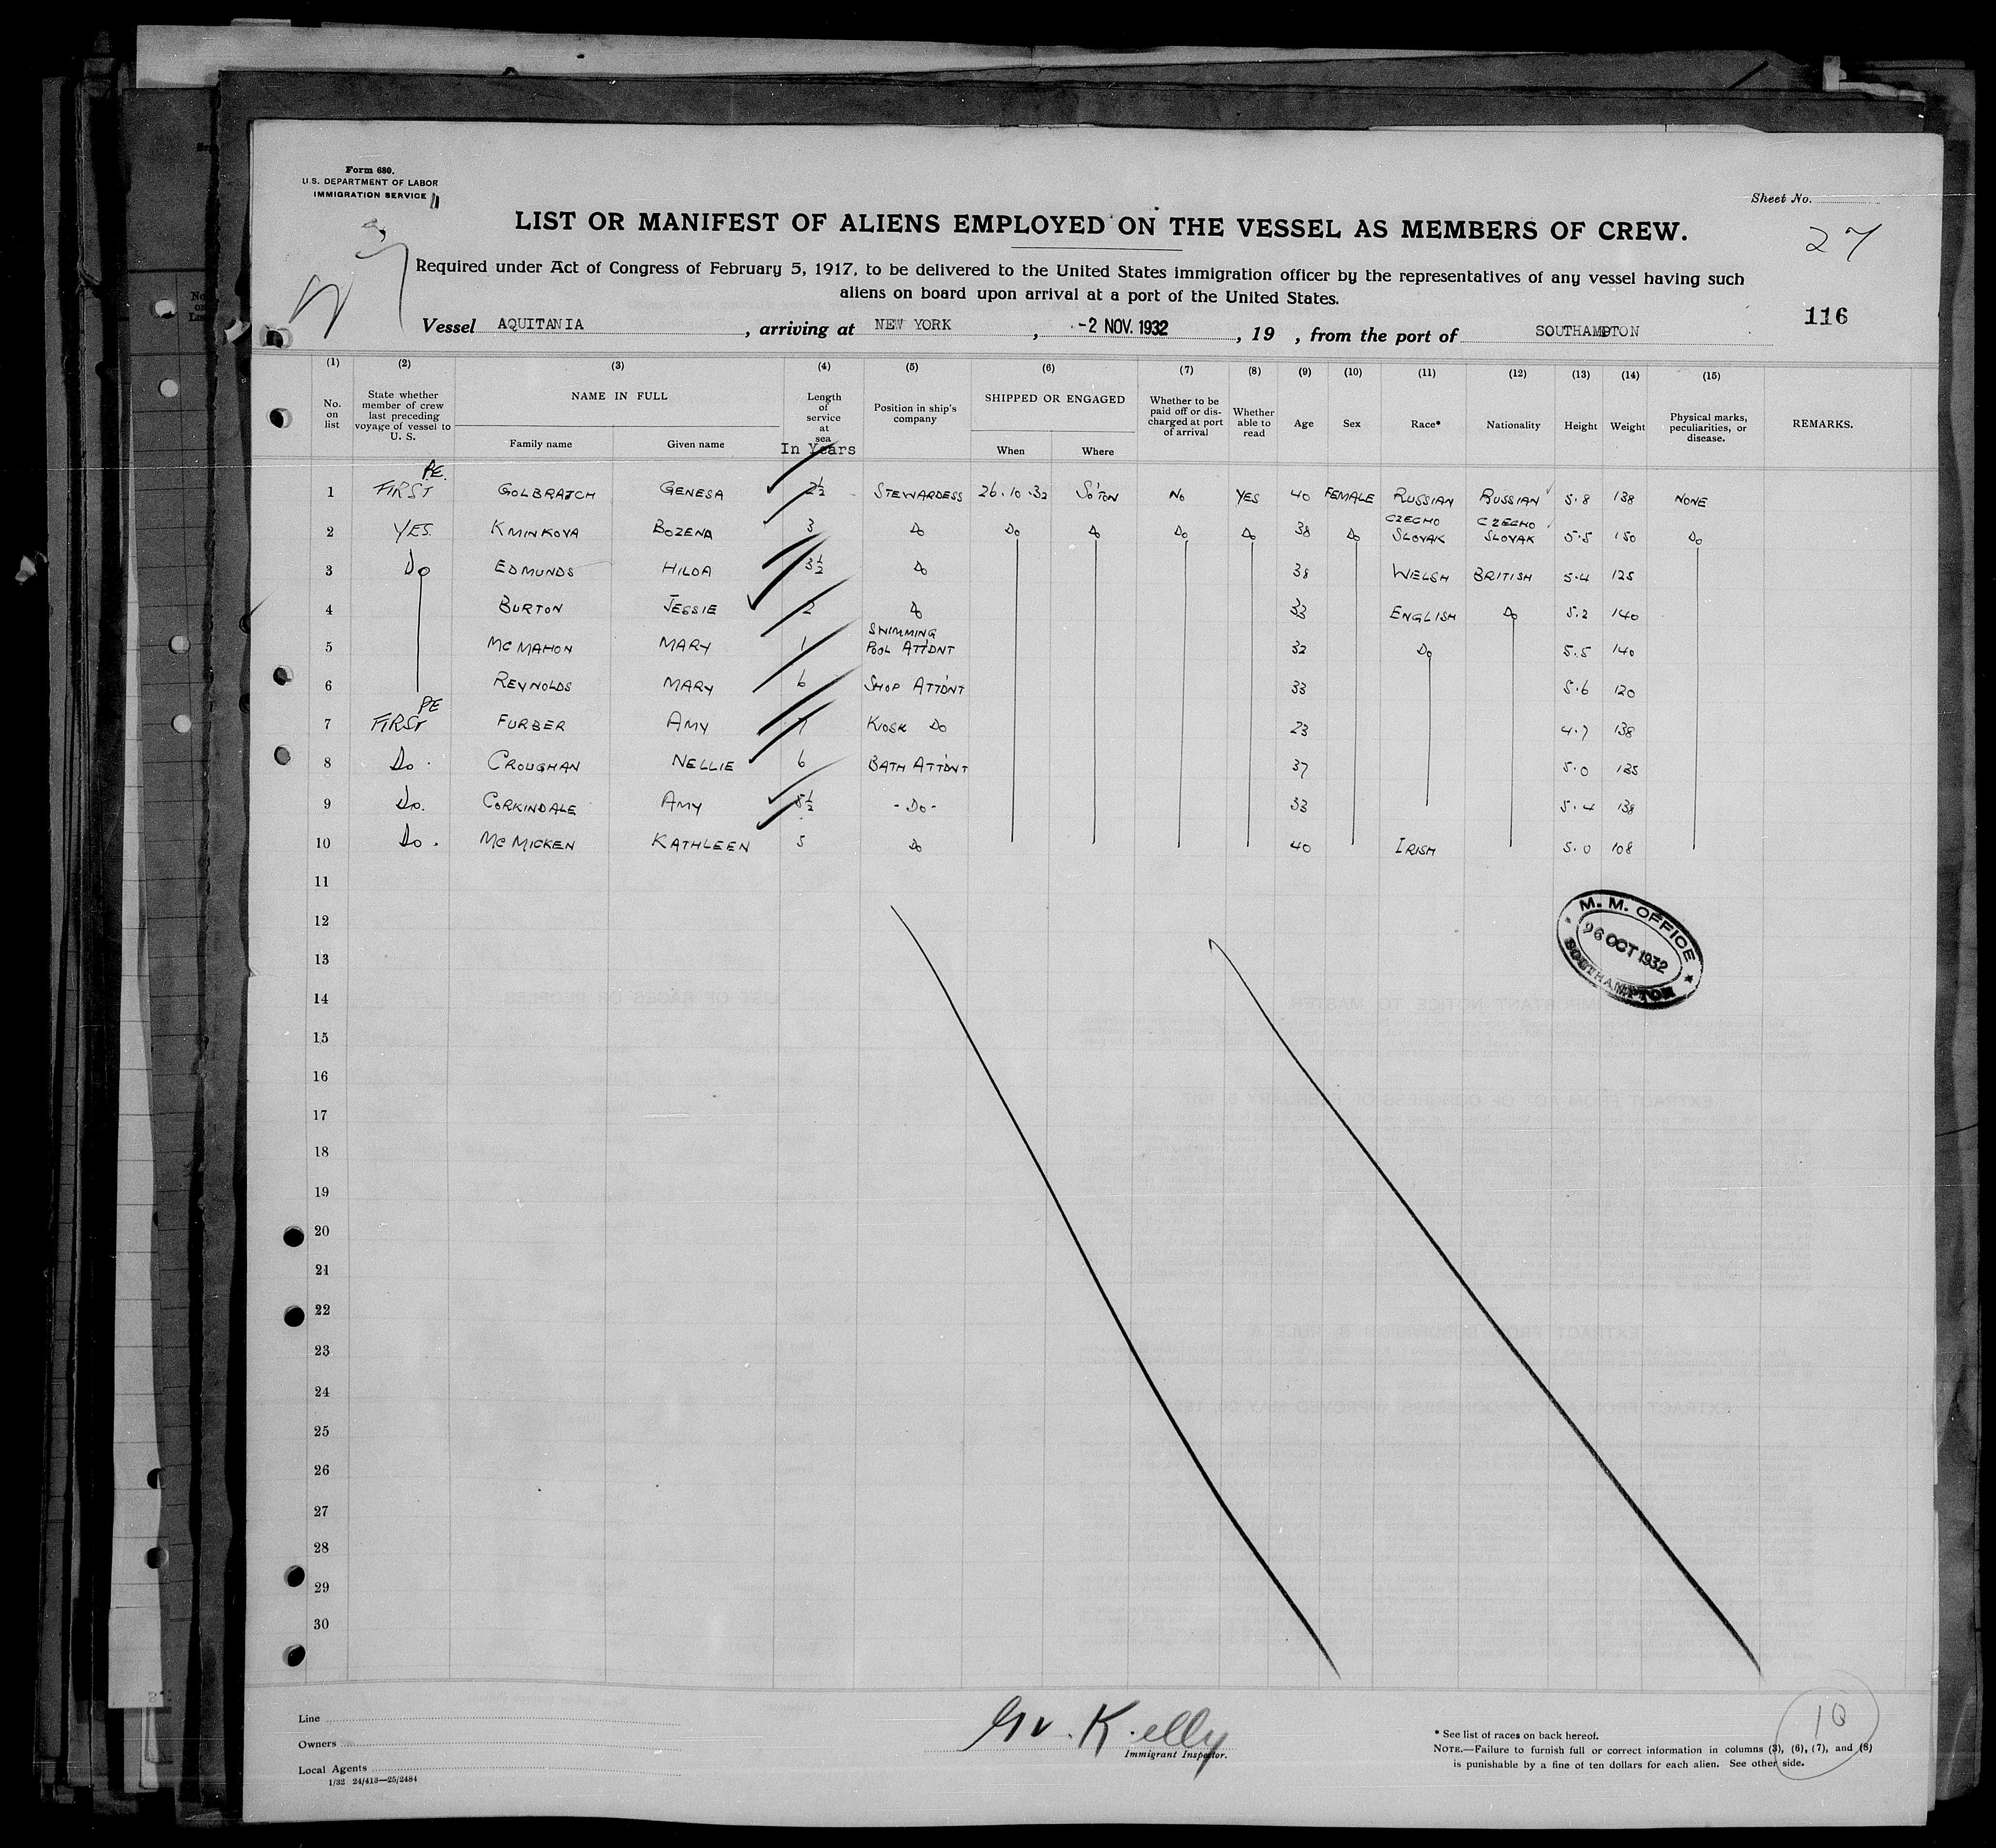 Form 680.
U.S. DEPARTMENT OF LABOR
IMMIGRATION SERVICE
Sheet No.
LIST OR MANIFEST OF ALIENS EMPLOYED ON THE VESSEL AS MEMBERS OF CREW.
27
Required under Act of Congress of February 5, 1917, to be delivered to the United States immigration officer by the representatives of any vessel having such
aliens on board upon arrival at a port of the United States.
116
Vessel AQUITANIA, arriving at NEW YORK, -2 NOV. 1932, 19 , from the port of SOUTHAMPTON
(1) (2) (3) (4) (5) (6) (7) (8) (9) (10) (11) (12) (13) (14) (15)
No. on list
State whether member of crew last preceding voyage of vessel to U. S.
NAME IN FULL
Family name Given name
Length of service at sea
In Years
Position in ship's company
SHIPPED OR ENGAGED
When Where
Whether to be paid off or discharged at port of arrival
Whether able to read
Age Sex Race* Nationality Height Weight
Physical marks, peculiarities, or disease.
REMARKS.
P.E.
1 FIRST GOLBRATCH GENESA 2½ STEWARDESS 26.10.32 So'TON No YES 40 FEMALE RUSSIAN RUSSIAN 5.8 138 NONE
2 YES. KMINKOVA BOZENA 3 Do Do Do Do Do 38 Do CZECHO SLOVAK CZECHO SLOVAK 5.5 150 Do
3 Do EDMUNDS HILDA 3½ Do 38 WELSH BRITISH 5.4 125
4 BURTON JESSIE 2 Do 33 ENGLISH Do 5.2 140
5 McMAHON MARY 1 SWIMMING POOL ATTDNT 32 Do 5.5 140
6 REYNOLDS MARY 6 SHOP ATTDNT 33 5.6 120
PE
7 FIRST FURBER AMY 7 KIOSK Do 23 4.7 138
8 Do. CROUGHAN NELLIE 6 BATH ATTDNT 37 5.0 135
9 Do. CORKINDALE AMY 5½ -Do- 33 5.4 138
10 Do. McMICKEN KATHLEEN 5 Do 40 IRISH 5.0 108
11
12
13
14
15
16
17
18
19
20
21
22
23
24
25
26
27
28
29
30
M. M. OFFICE
26 OCT 1932
SOUTHAMPTON
Line
Owners
Local Agents
1/32 24/413—25/2484
Kelly
Immigrant Inspector.
* See list of races on back hereof.
NOTE.—Failure to furnish full or correct information in columns (3), (6), (7), and (8)
is punishable by a fine of ten dollars for each alien. See other side.
10